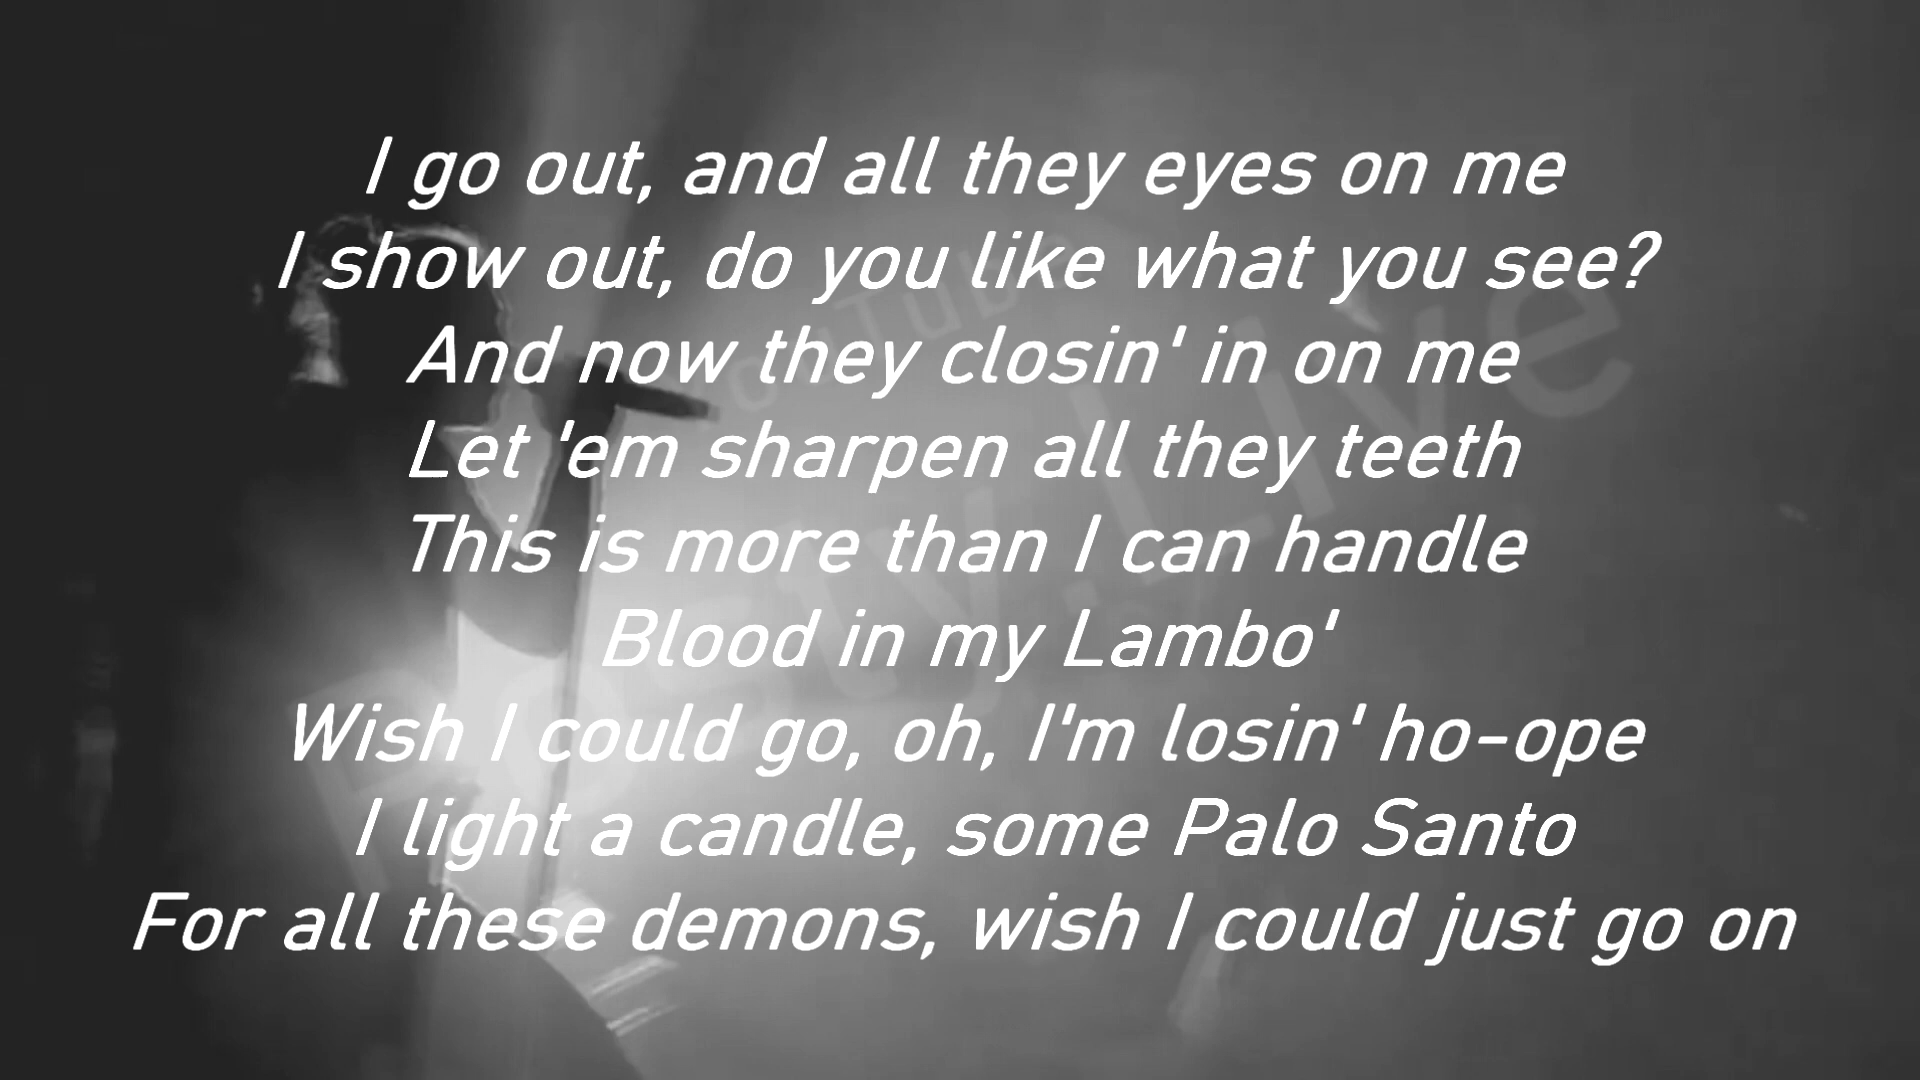 I go out, and all they eyes on me
I show out, do you like what you see?
And now they closin' in on me
Let 'em sharpen all they teeth
This is more than I can handle
Blood in my Lambo'
Wish I could go, oh, I'm losin' ho-ope
I light a candle, some Palo Santo
For all these demons, wish I could just go on
YouTube
Posty.Live